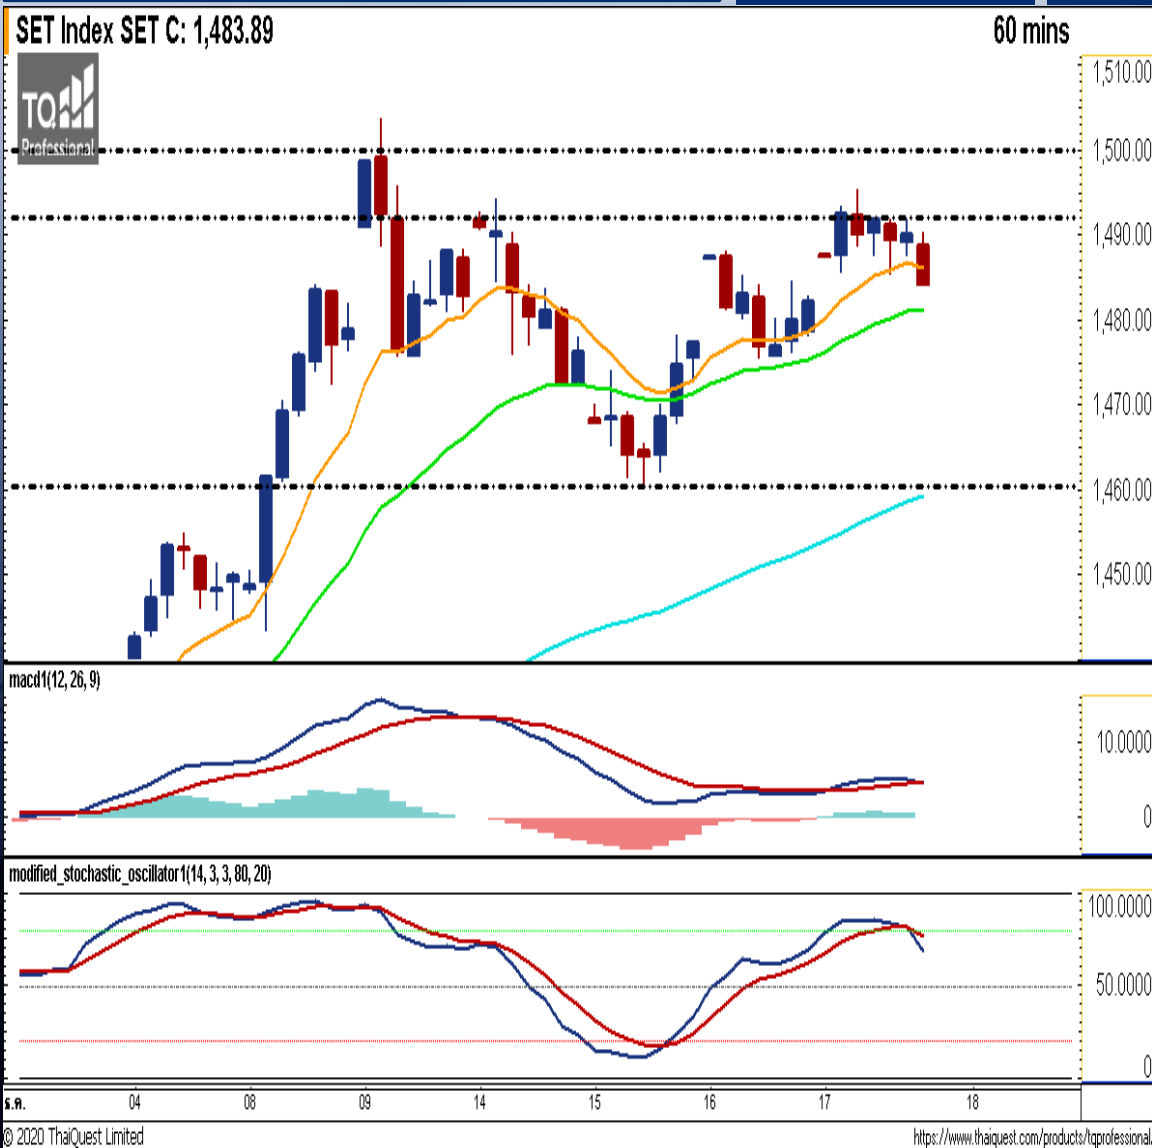 SET Index SET C: 1,483.89 60 mins
TQ
Professional
1,510.00
1,500.00
1,490.00
1,480.00
1,470.00
1,460.00
1,450.00
macd1(12, 26, 9)
10.0000
0
modified_stochastic_oscillator1(14, 3, 3, 80, 20)
100.0000
50.0000
0
ธ.ค. 04 08 09 14 15 16 17 18
© 2020 ThaiQuest Limited https://www.thaiquest.com/products/tqprofessional